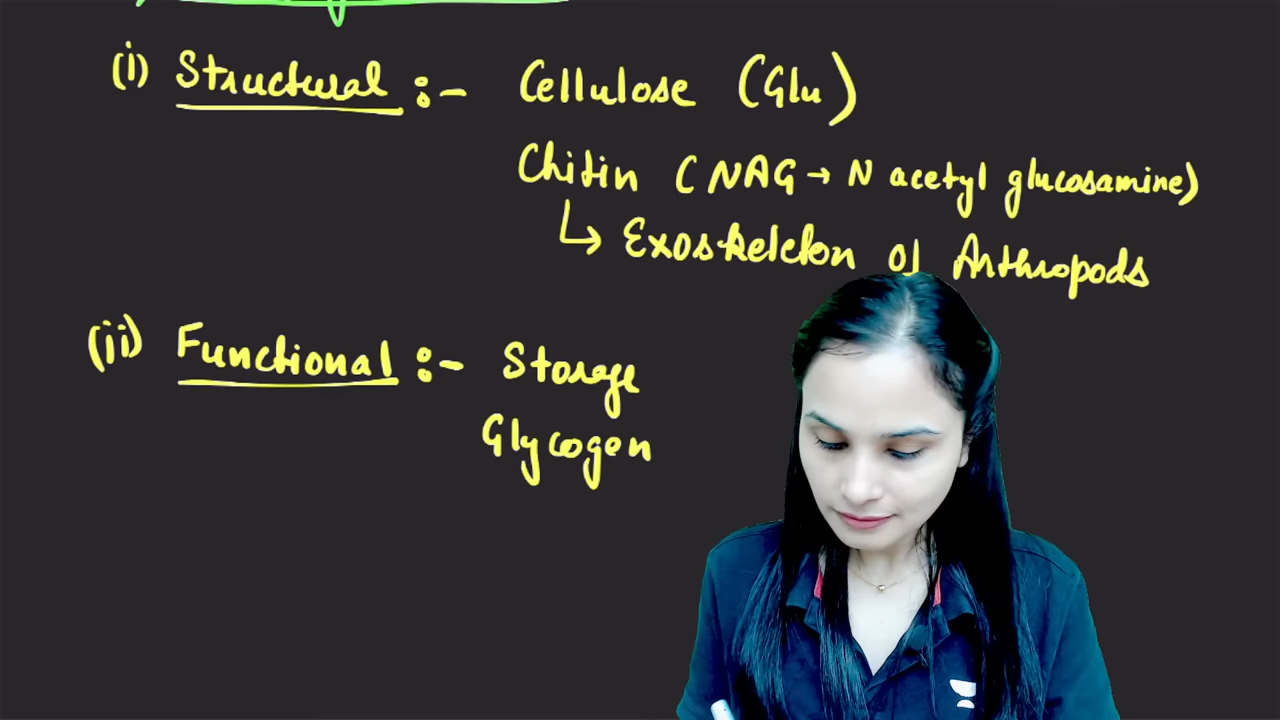 (i) Structural :- Cellulose (Glu)
Chitin (NAG → N acetyl glucosamine)
↳ Exoskeleton of Arthropods
(ii) Functional :- Storage
Glycogen